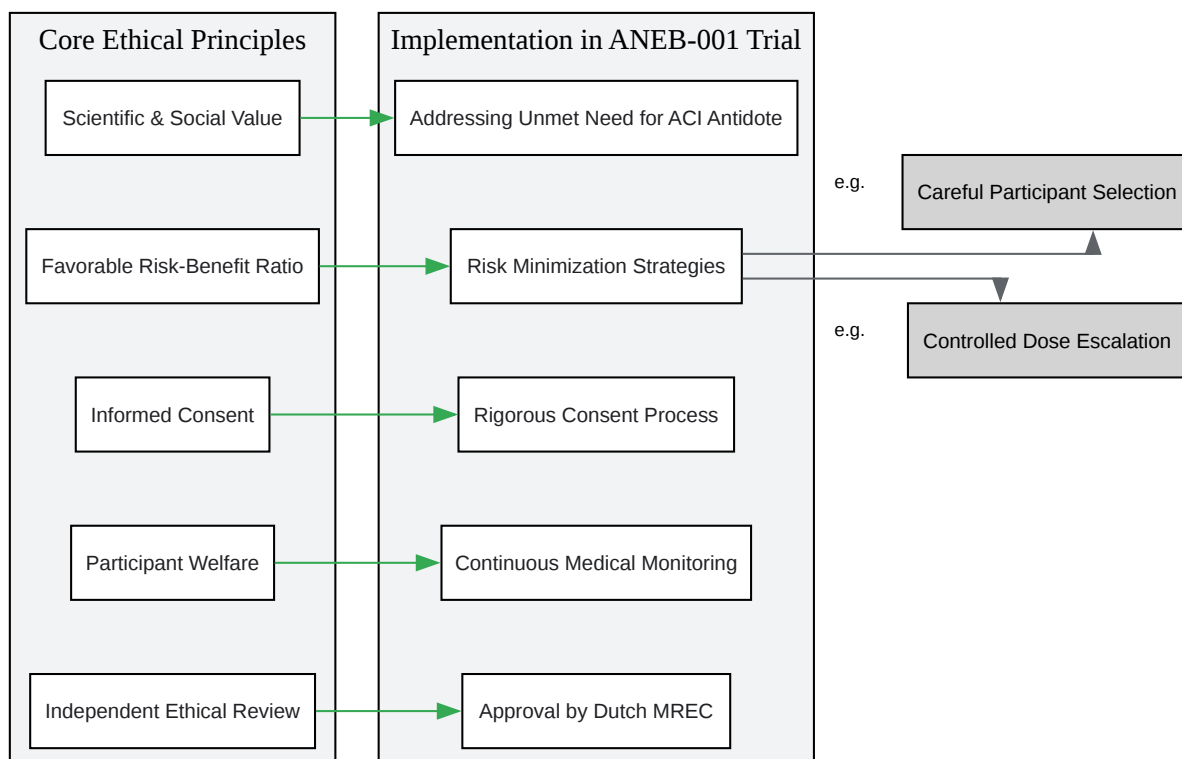 Core Ethical Principles
Implementation in ANEB-001 Trial
Scientific & Social Value
Addressing Unmet Need for ACI Antidote
e.g.
Careful Participant Selection
Favorable Risk-Benefit Ratio
Risk Minimization Strategies
e.g.
Controlled Dose Escalation
Informed Consent
Rigorous Consent Process
Participant Welfare
Continuous Medical Monitoring
Independent Ethical Review
Approval by Dutch MREC